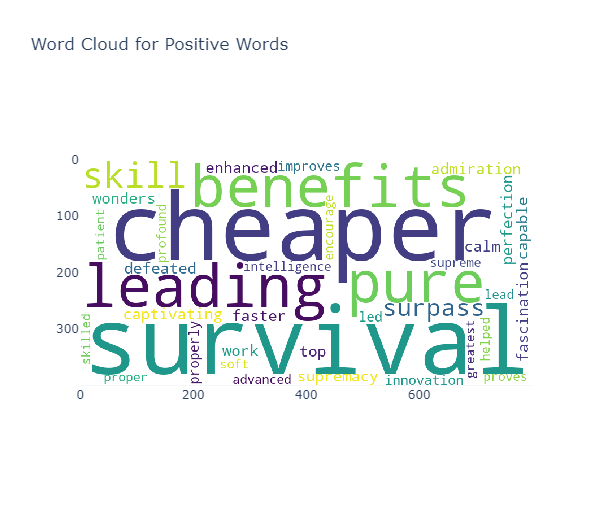 Word Cloud for Positive Words
0
100
200
300
0
200
400
600
skill
enhanced
improves
admiration
benefits
wonders
patient
profound
cheaper
encourage
calm
perfection
capable
defeated
intelligence
supreme
leading
pure
lead
fascination
captivating
faster
led
surpass
survival
skilled
properly
work
top
greatest
helped
soft
proper
advanced
supremacy
innovation
proves